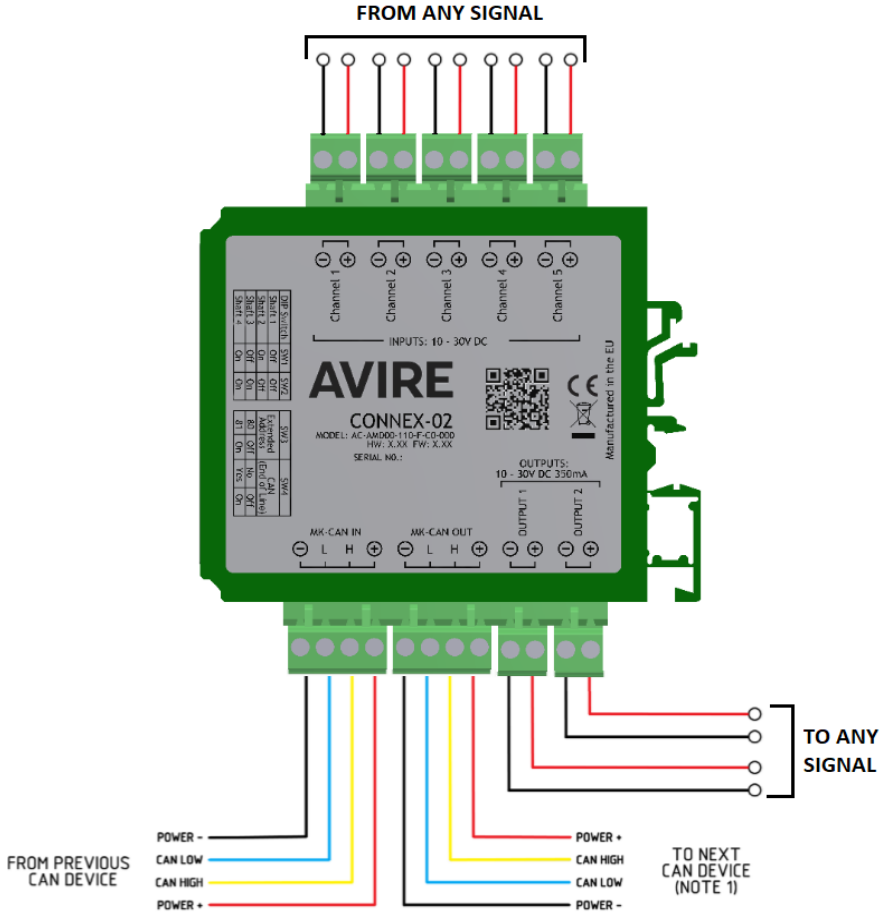 FROM ANY SIGNAL
Channel 1
Channel 2
Channel 3
Channel 4
Channel 5
INPUTS: 10 - 30V DC
DIP Switch SW1 SW2
Shaft 1 Off Off
Shaft 2 On Off
Shaft 3 Off On
Shaft 4 On On
SW3 SW4
Extended Address CAN (End of Line)
80 Off No Off
81 On Yes On
AVIRE
CONNEX-02
MODEL: AC-AMD00-110-F-C0-000
HW: X.XX FW: X.XX
SERIAL NO.:
CE
Manufactured in the EU
OUTPUTS:
10 - 30V DC 350mA
OUTPUT 1
OUTPUT 2
MK-CAN IN
MK-CAN OUT
- L H +
- L H +
- +
- +
TO ANY
SIGNAL
FROM PREVIOUS
CAN DEVICE
POWER -
CAN LOW
CAN HIGH
POWER +
POWER +
CAN HIGH
CAN LOW
POWER -
TO NEXT
CAN DEVICE
(NOTE 1)